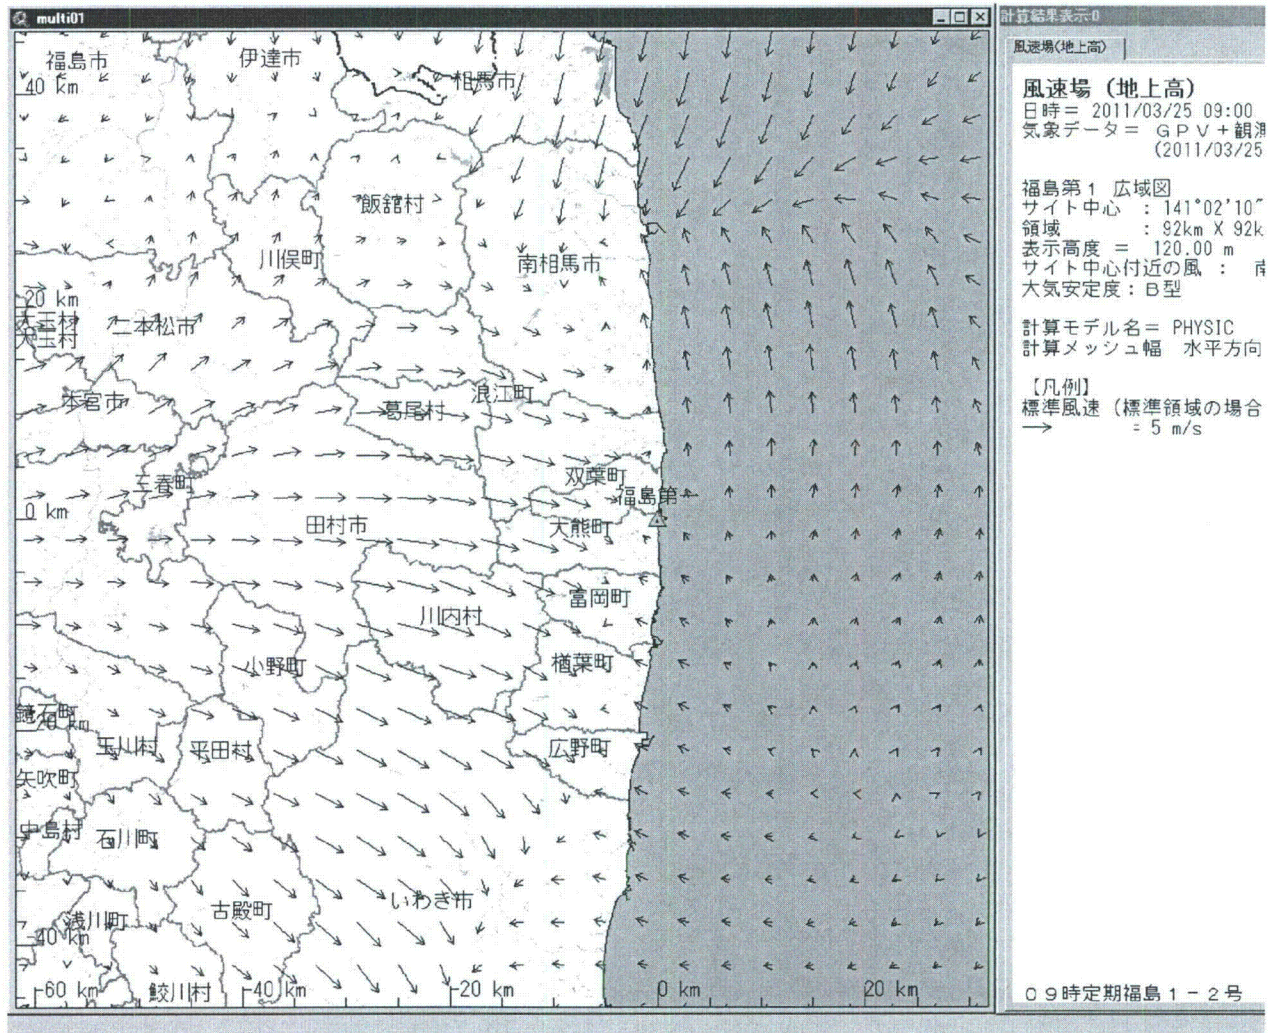 multi01
福島市
伊達市
相馬市
40 km
飯舘村
川俣町
南相馬市
20 km
大玉村
大玉村
二本松市
本宮市
浪江町
葛尾村
三春町
双葉町
福島第一
0 km
田村市
大熊町
富岡町
川内村
小野町
楢葉町
鏡石町
-20 km
玉川村
平田村
広野町
矢吹町
中島村
石川町
いわき市
古殿町
浅川町
-40 km
-60 km
鮫川村
-40 km
-20 km
0 km
20 km
計算結果表示:0
風速場(地上高)
風速場（地上高）
日時＝ 2011/03/25 09:00
気象データ＝ ＧＰＶ＋観測
(2011/03/25
福島第１ 広域図
サイト中心 : 141°02'10"
領域 : 92km X 92k
表示高度 ＝ 120.00 m
サイト中心付近の風 : 南
大気安定度：Ｂ型
計算モデル名＝ PHYSIC
計算メッシュ幅 水平方向
【凡例】
標準風速（標準領域の場合
→ = 5 m/s
０９時定期福島１－２号